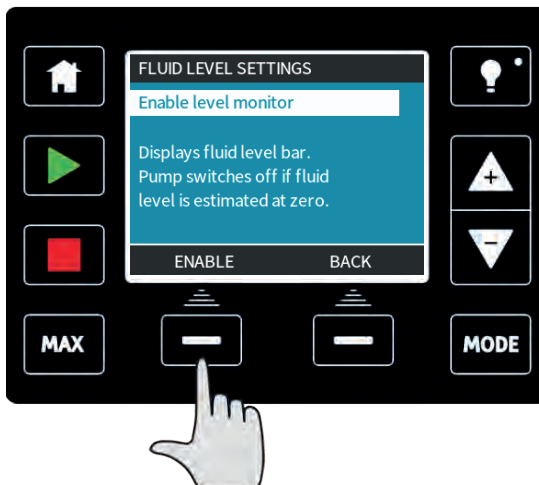 FLUID LEVEL SETTINGS
Enable level monitor
Displays fluid level bar.
Pump switches off if fluid
level is estimated at zero.
ENABLE BACK
MAX
MODE